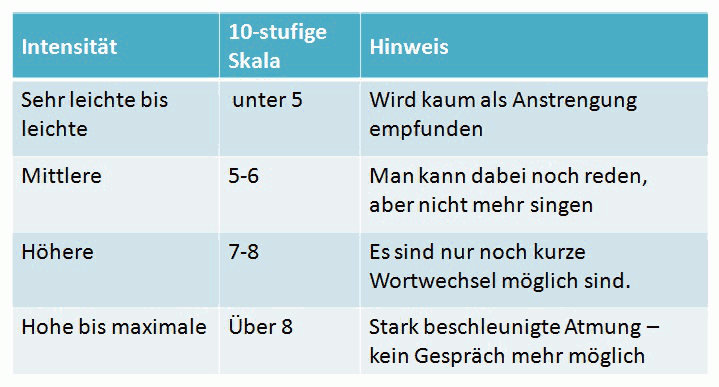 Intensität
10-stufige
Skala
Hinweis
Sehr leichte bis
leichte
unter 5
Wird kaum als Anstrengung
empfunden
Mittlere
5-6
Man kann dabei noch reden,
aber nicht mehr singen
Höhere
7-8
Es sind nur noch kurze
Wortwechsel möglich sind.
Hohe bis maximale
Über 8
Stark beschleunigte Atmung –
kein Gespräch mehr möglich